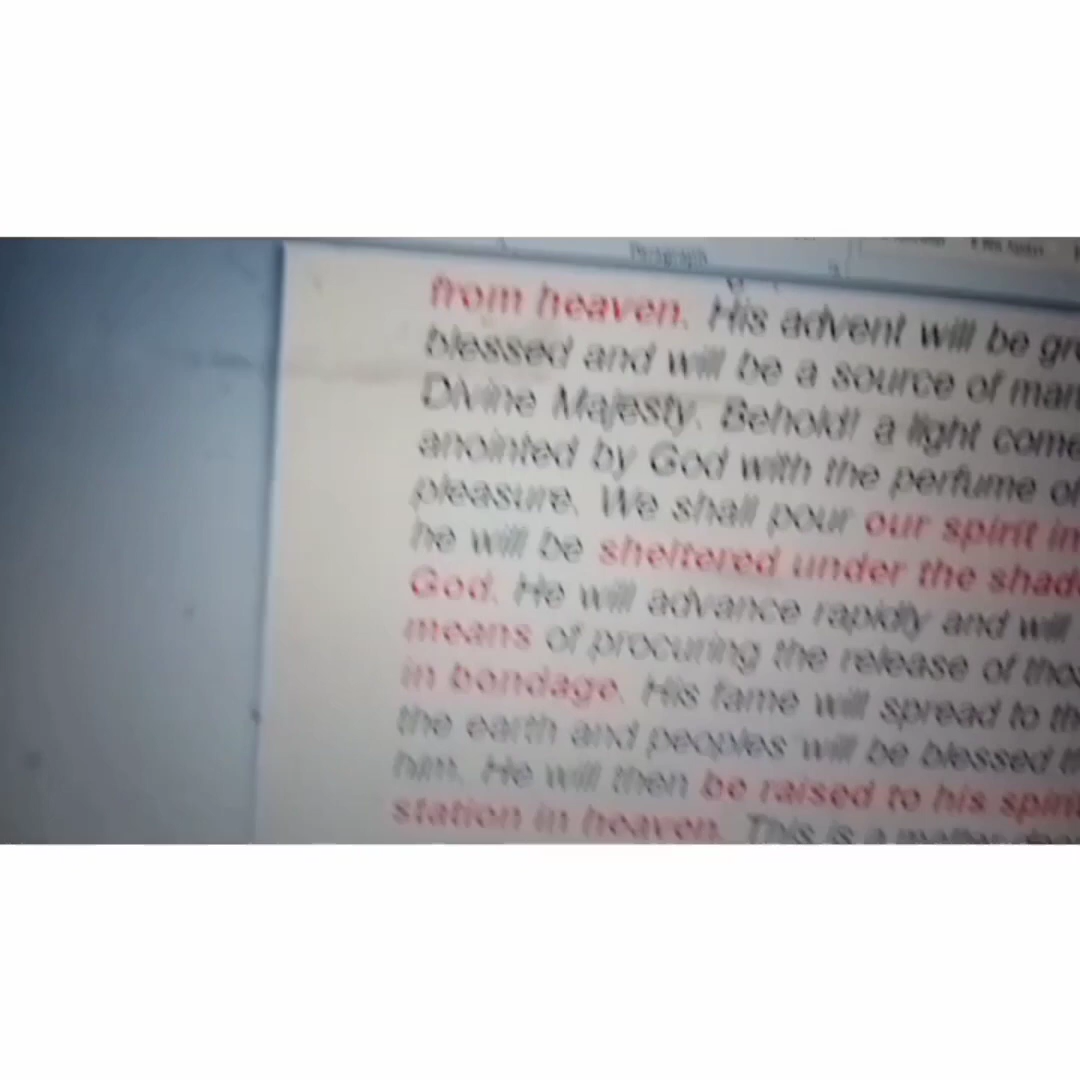 Paragraph
from heaven. His advent will be
blessed and will be a source of
Divine Majesty. Behold! a light
anointed by God with the perfume
pleasure. We shall pour our spirit
he will be sheltered under the
God. He will advance rapidly and will
means of procuring the release of
in bondage. His fame will spread to
the earth and peoples will be blessed
him. He will then be raised to his
station in heaven. This is a